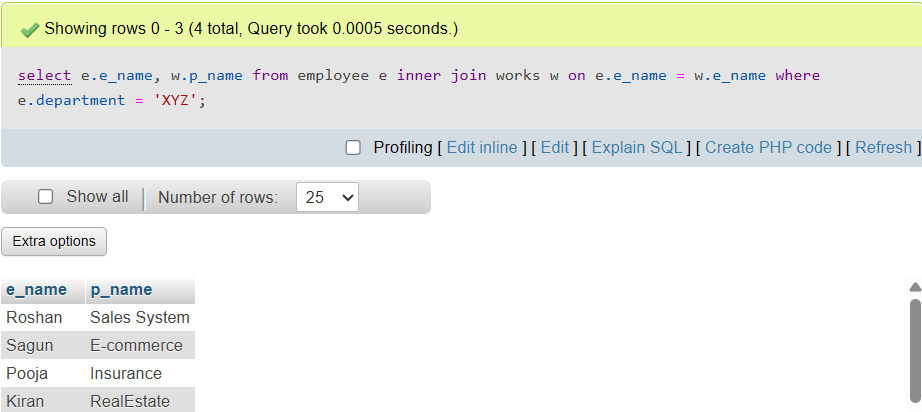 Showing rows 0 - 3 (4 total, Query took 0.0005 seconds.)
select e.e_name, w.p_name from employee e inner join works w on e.e_name = w.e_name where
e.department = 'XYZ';
Profiling [ Edit inline ] [ Edit ] [ Explain SQL ] [ Create PHP code ] [ Refresh ]
Show all Number of rows: 25
Extra options
e_name p_name
Roshan Sales System
Sagun E-commerce
Pooja Insurance
Kiran RealEstate